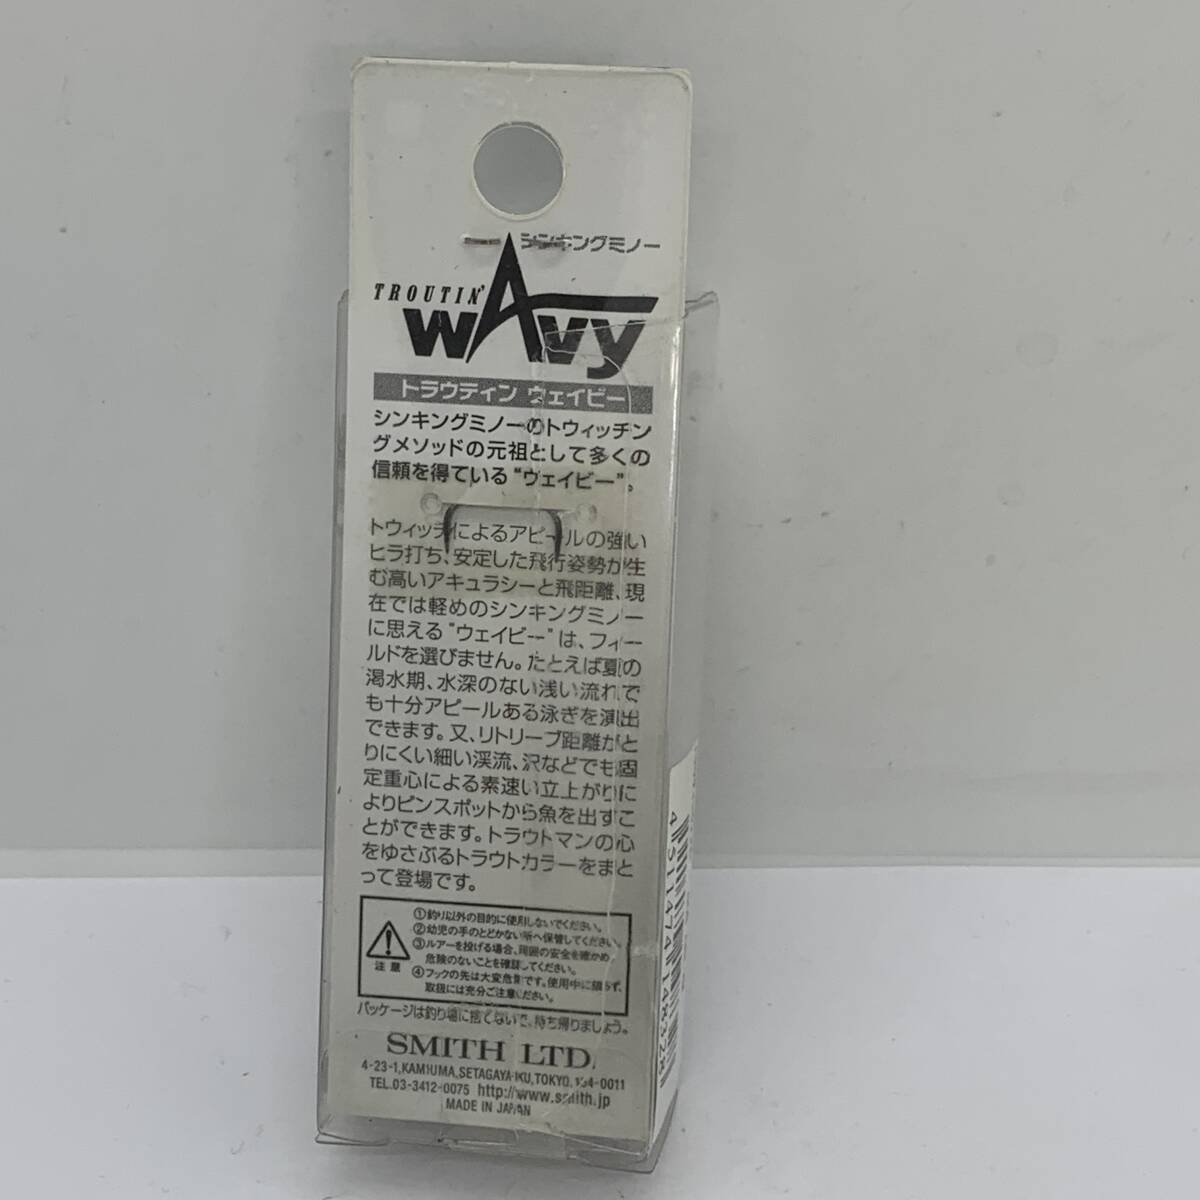 シンキングミノー
TROUTIN'
WAVY
トラウティン ウェイビー
シンキングミノーのトウィッチン
グメソッドの元祖として多くの
信頼を得ている"ウェイビー"。
トウィッチによるアピールの強い
ヒラ打ち、安定した飛行姿勢が生
む高いアキュラシーと飛距離、現
在では軽めのシンキングミノー
に思える"ウェイビー"は、フィー
ルドを選びません。たとえば夏の
渇水期、水深のない浅い流れで
も十分アピールある泳ぎを演出
できます。又、リトリーブ距離がと
りにくい細い渓流、沢などでも固
定重心による素速い立上がりに
よりピンスポットから魚を出すこ
とができます。トラウトマンの心
をゆさぶるトラウトカラーをまと
って登場です。
注意
①釣り以外の目的に使用しないでください。
②幼児の手のとどかない所へ保管してください。
③ルアーを投げる場合、周囲の安全を確かめ、
危険のないことを確認してください。
④フックの先は大変危険です。使用中に限らず、
取扱には充分ご注意ください。
パッケージは釣り場に捨てないで、持ち帰りましょう。
SMITH LTD.
4-23-1,KAMIUMA,SETAGAYA-KU,TOKYO,154-0011
TEL.03-3412-0075 http://www.smith.jp
MADE IN JAPAN
4 511474 148325